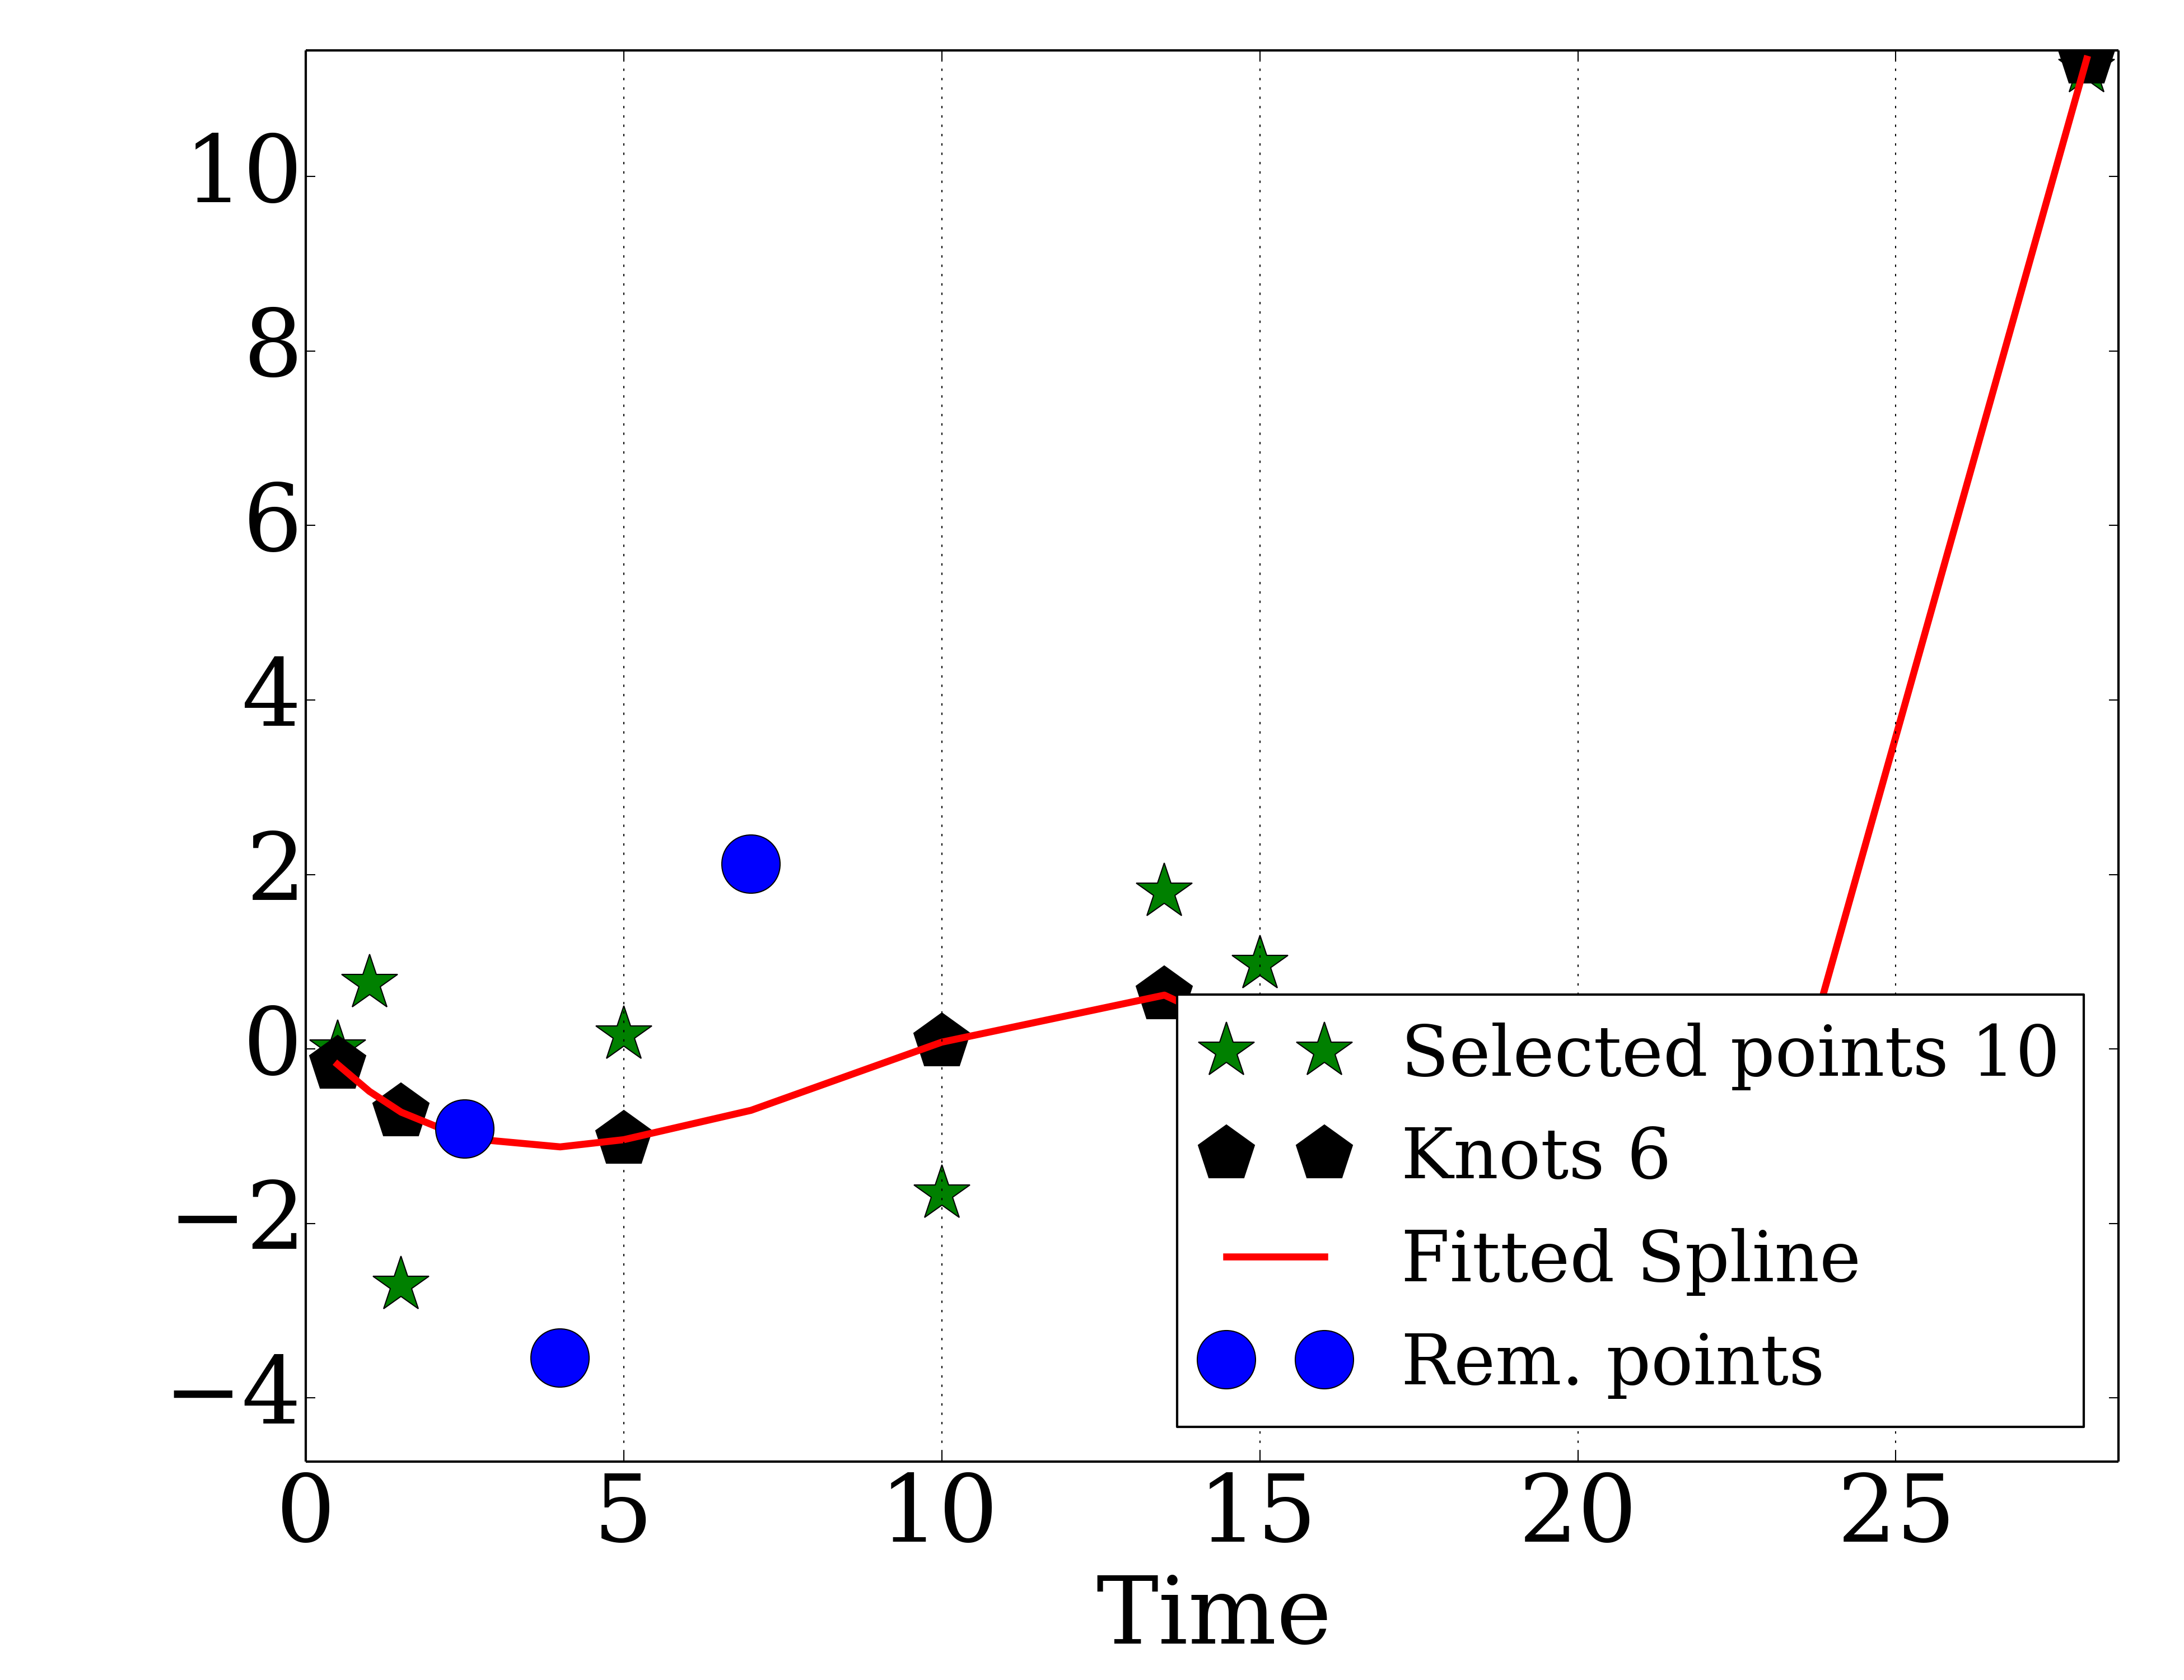 10
8
6
4
2
0
−2
−4
Selected points 10
Knots 6
Fitted Spline
Rem. points
0 5 10 15 20 25
Time